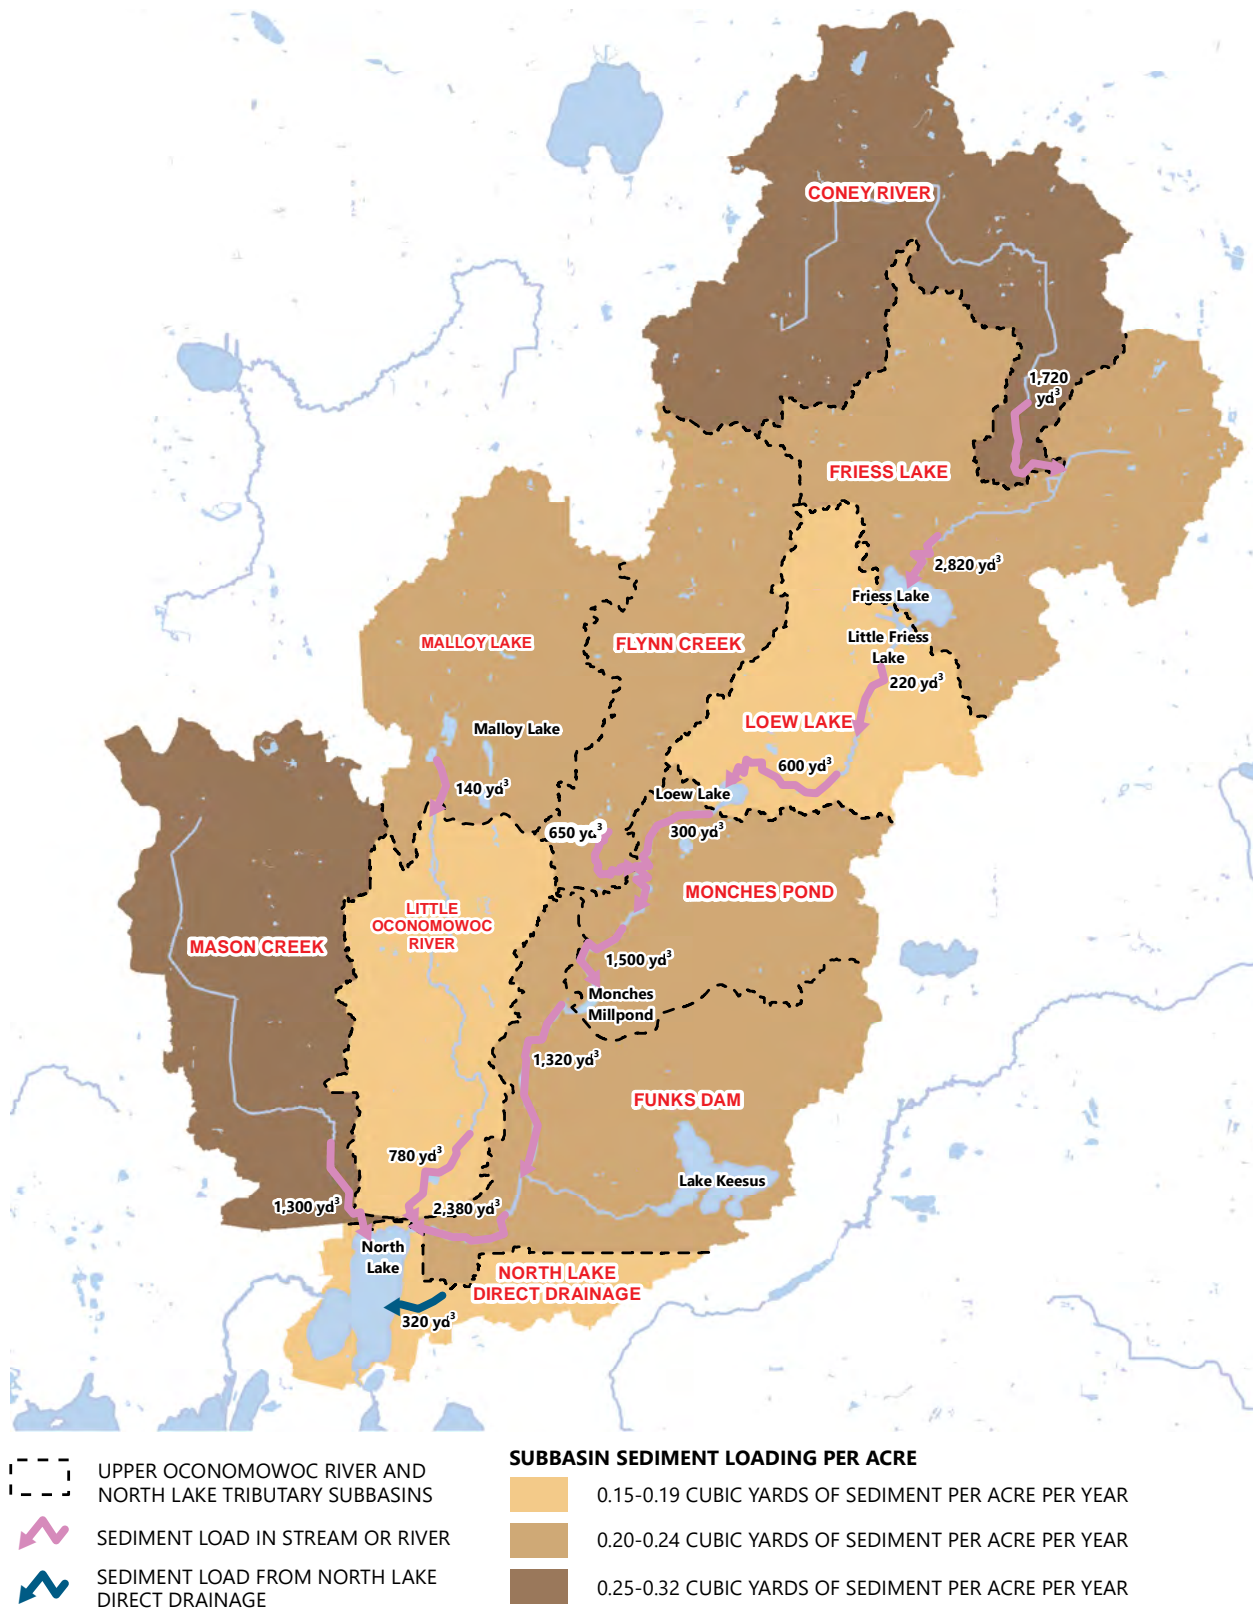 CONEY RIVER
1,720
yd³
FRIESS LAKE
2,820 yd³
Friess Lake
Little Friess
Lake
220 yd³
MALLOY LAKE
FLYNN CREEK
LOEW LAKE
Malloy Lake
600 yd³
140 yd³
Loew Lake
650 yd³
300 yd³
MONCHES POND
LITTLE
OCONOMOWOC
RIVER
MASON CREEK
1,500 yd³
Monches
Millpond
1,320 yd³
FUNKS DAM
780 yd³
Lake Keesus
1,300 yd³
2,380 yd³
North
Lake
NORTH LAKE
DIRECT DRAINAGE
320 yd³
UPPER OCONOMOWOC RIVER AND
NORTH LAKE TRIBUTARY SUBBASINS
SEDIMENT LOAD IN STREAM OR RIVER
SEDIMENT LOAD FROM NORTH LAKE
DIRECT DRAINAGE
SUBBASIN SEDIMENT LOADING PER ACRE
0.15-0.19 CUBIC YARDS OF SEDIMENT PER ACRE PER YEAR
0.20-0.24 CUBIC YARDS OF SEDIMENT PER ACRE PER YEAR
0.25-0.32 CUBIC YARDS OF SEDIMENT PER ACRE PER YEAR